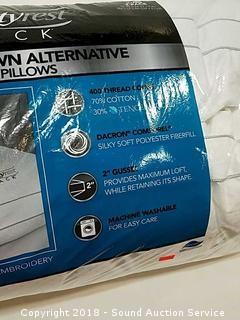 tyrest
CK
WN ALTERNATIVE
PILLOWS
400 THREAD COUNT
70% COTTON
30%
DACRON® COMFOREL®
SILKY SOFT POLYESTER FIBERFILL
2" GUSSET
2"
PROVIDES MAXIMUM LOFT,
WHILE RETAINING ITS SHAPE.
MACHINE WASHABLE
FOR EASY CARE
EMBROIDERY
Copyright 2018 - Sound Auction Service